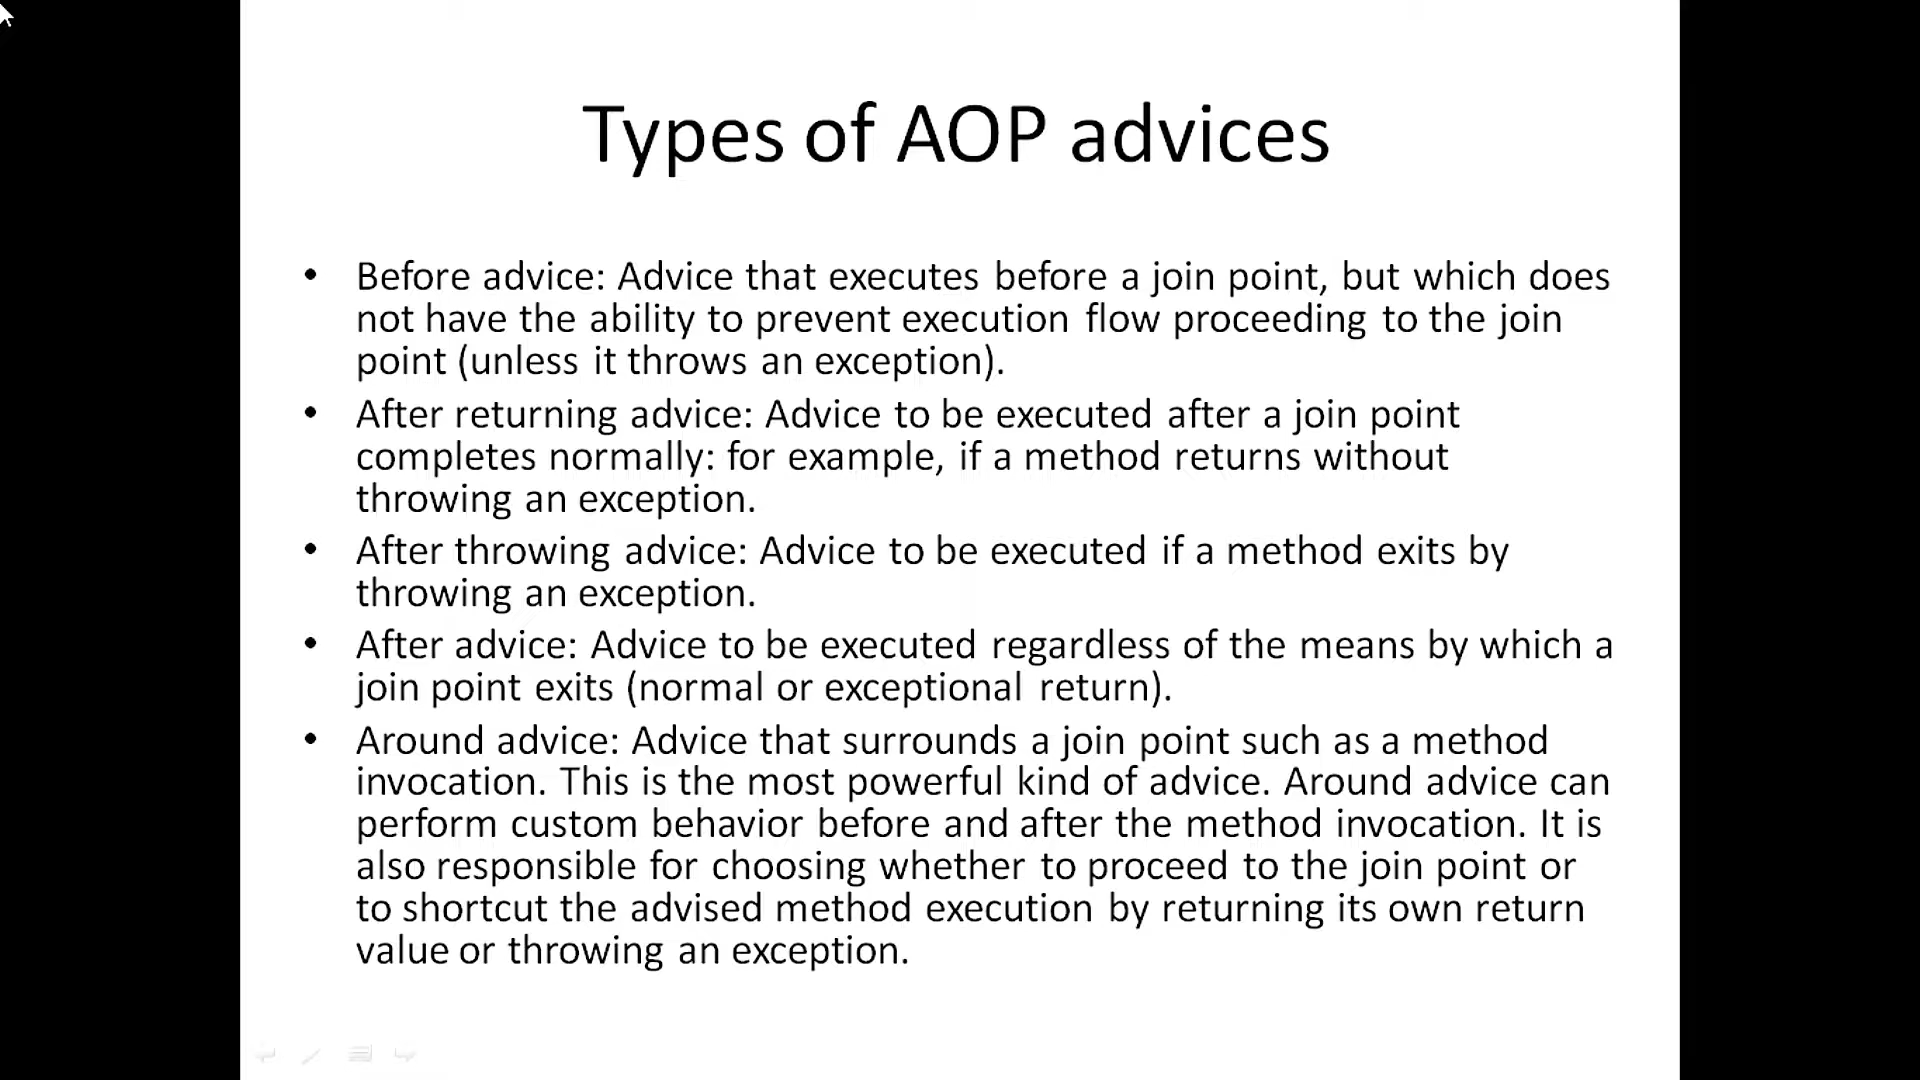 Types of AOP advices
• Before advice: Advice that executes before a join point, but which does
not have the ability to prevent execution flow proceeding to the join
point (unless it throws an exception).
• After returning advice: Advice to be executed after a join point
completes normally: for example, if a method returns without
throwing an exception.
• After throwing advice: Advice to be executed if a method exits by
throwing an exception.
• After advice: Advice to be executed regardless of the means by which a
join point exits (normal or exceptional return).
• Around advice: Advice that surrounds a join point such as a method
invocation. This is the most powerful kind of advice. Around advice can
perform custom behavior before and after the method invocation. It is
also responsible for choosing whether to proceed to the join point or
to shortcut the advised method execution by returning its own return
value or throwing an exception.